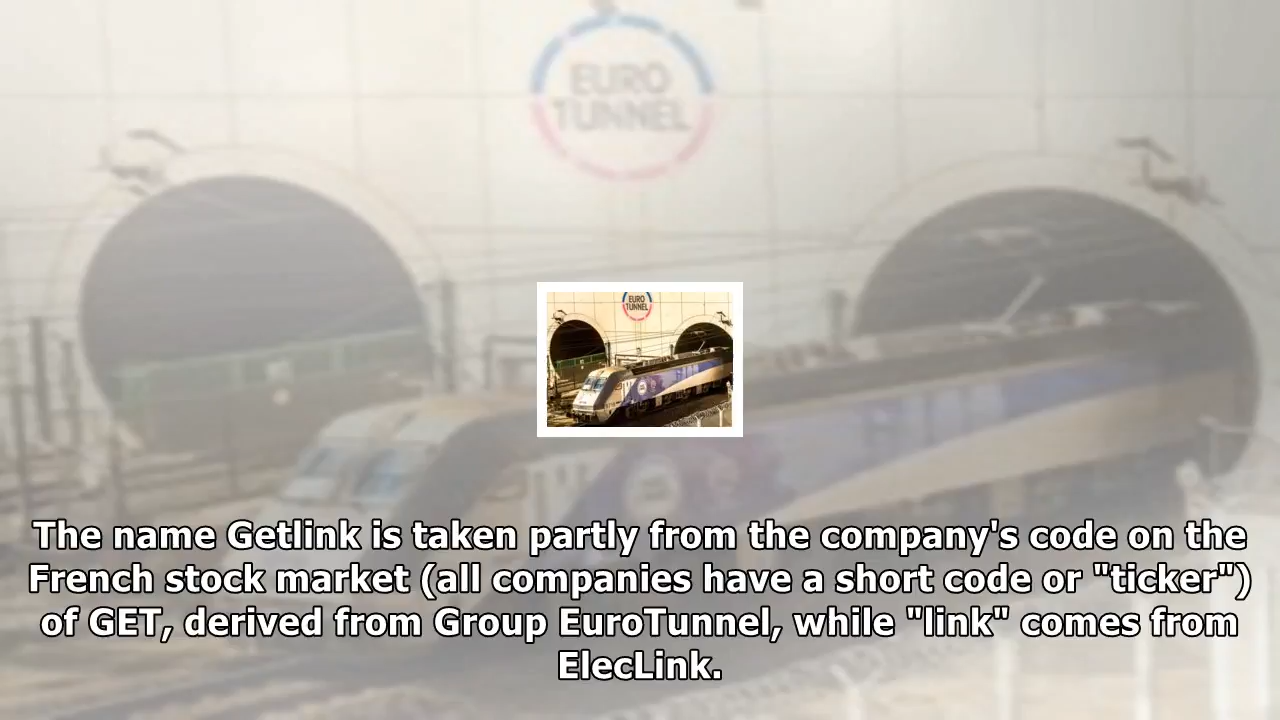 EURO
TUNNEL
EURO
TUNNEL
The name Getlink is taken partly from the company's code on the
French stock market (all companies have a short code or "ticker")
of GET, derived from Group EuroTunnel, while "link" comes from
ElecLink.